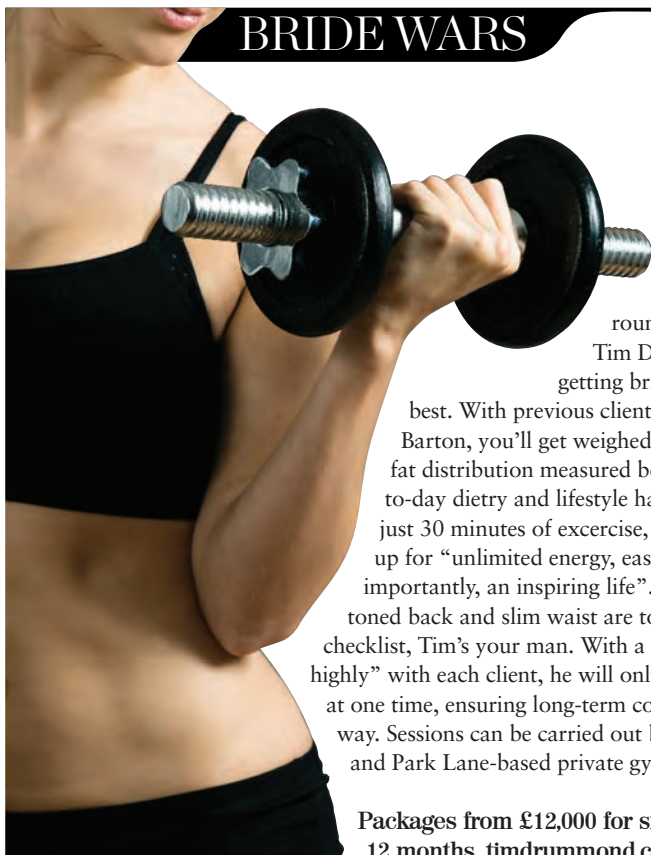 BRIDE WARS
Tim D
getting br
best. With previous client
Barton, you'll get weighed
fat distribution measured b
to-day dietry and lifestyle ha
just 30 minutes of excercise,
up for “unlimited energy, eas
importantly, an inspiring life”.
toned back and slim waist are to
checklist, Tim's your man. With a
highly” with each client, he will onl
at one time, ensuring long-term co
way. Sessions can be carried out
and Park Lane-based private gy
Packages from £12,000 for s
12 months, timdrummond.c